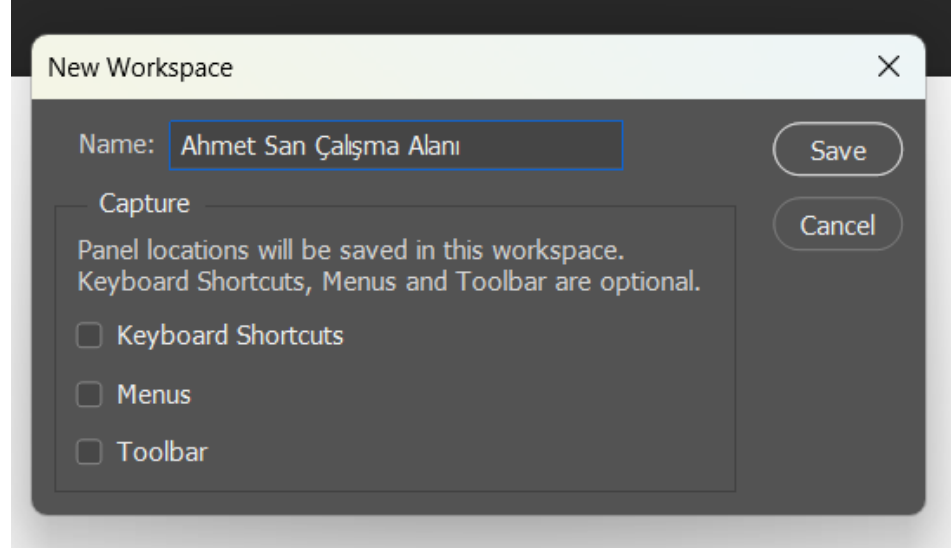 New Workspace
Name: Ahmet San Çalışma Alanı
Save
Capture
Cancel
Panel locations will be saved in this workspace.
Keyboard Shortcuts, Menus and Toolbar are optional.
Keyboard Shortcuts
Menus
Toolbar